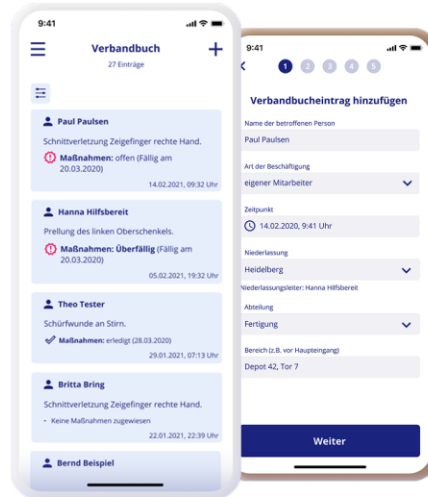 9:41
Verbandbuch
27 Einträge
Paul Paulsen
Schnittverletzung Zeigefinger rechte Hand.
Maßnahmen: offen (Fällig am
20.03.2020)
14.02.2021, 09:32 Uhr
Hanna Hilfsbereit
Prellung des linken Oberschenkels.
Maßnahmen: Überfällig (Fällig am
20.03.2020)
05.02.2021, 19:32 Uhr
Theo Tester
Schürfwunde an Stirn.
Maßnahmen: erledigt (28.03.2020)
29.01.2021, 07:13 Uhr
Britta Bring
Schnittverletzung Zeigefinger rechte Hand.
- Keine Maßnahmen zugewiesen
22.01.2021, 22:39 Uhr
Bernd Beispiel
9:41
1 2 3 4 5
Verbandbucheintrag hinzufügen
Name der betroffenen Person
Paul Paulsen
Art der Beschäftigung
eigener Mitarbeiter
Zeitpunkt
14.02.2020, 9:41 Uhr
Niederlassung
Heidelberg
Niederlassungsleiter: Hanna Hilfsbereit
Abteilung
Fertigung
Bereich (z.B. vor Haupteingang)
Depot 42, Tor 7
Weiter